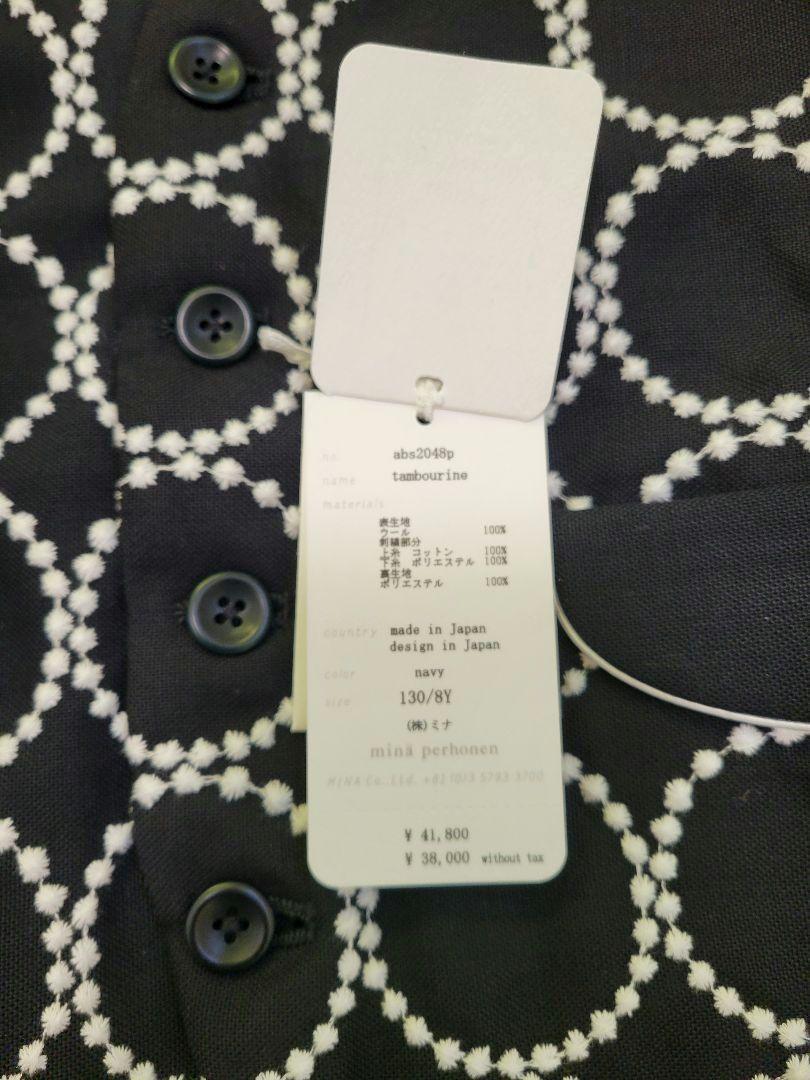 no. abs2048p
name tambourine
materials
表生地
ウール 100%
刺繍部分
上糸 コットン 100%
下糸 ポリエステル 100%
裏生地
ポリエステル 100%
country made in Japan
design in Japan
color navy
size 130/8Y
(株)ミナ
minä perhonen
MINA Co.,Ltd. +81 (0)3 5793 3700
¥ 41,800
¥ 38,000 without tax